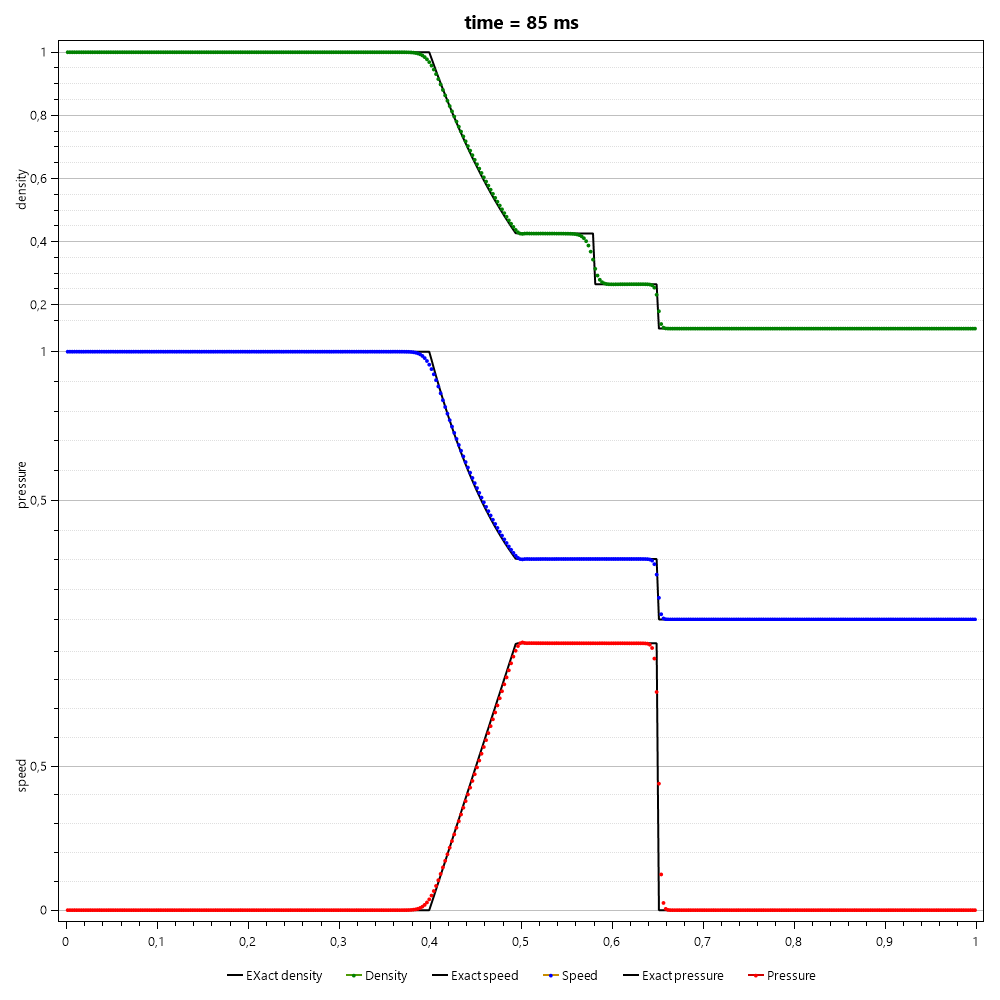 time = 85 ms
1
0,8
density
0,6
0,4
0,2
1
pressure
0,5
speed
0,5
0
0 0,1 0,2 0,3 0,4 0,5 0,6 0,7 0,8 0,9 1
EXact density Density Exact speed Speed Exact pressure Pressure